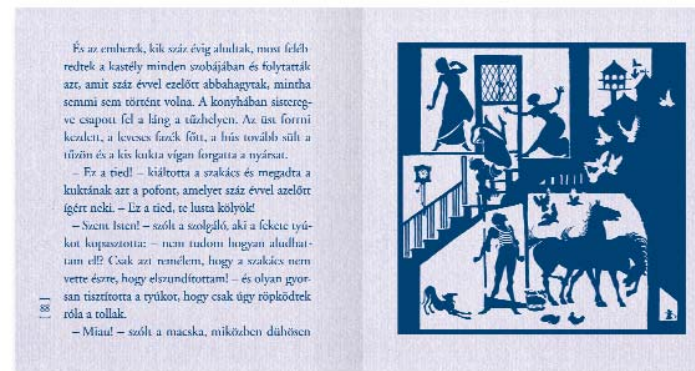 És az emberek, kik száz évig aludtak, most feléb-
redtek a kastély minden szobájában és folytatták
azt, amit száz évvel ezelőtt abbahagytak, mintha
semmi sem történt volna. A konyhában sistereg-
ve csapott fel a láng a tűzhelyen. Az üst forrni
kezdett, a leveses fazék főtt, a hús tovább sült a
tűzön és a kis kukta vígan forgatta a nyársat.
– Ez a tied! – kiáltotta a szakács és megadta a
kuktának azt a pofont, amelyet száz évvel azelőtt
ígért neki. – Ez a tied, te lusta kölyök!
– Szent Isten! – szólt a szolgáló, aki a fekete tyú-
kot kopasztotta: – nem tudom hogyan aludhat-
tam el!? Csak azt remélem, hogy a szakács nem
vette észre, hogy elszundítottam! – és olyan gyor-
san tisztította a tyúkot, hogy csak úgy röpködtek
róla a tollak.
– Miau! – szólt a macska, miközben dühösen
88